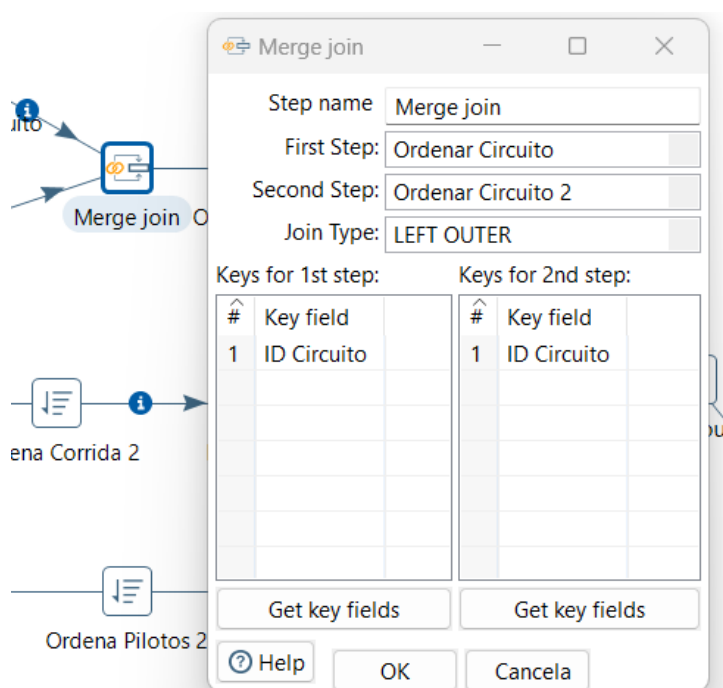 Merge join
Step name Merge join
First Step: Ordenar Circuito
Second Step: Ordenar Circuito 2
Join Type: LEFT OUTER
Keys for 1st step: Keys for 2nd step:
# Key field # Key field
1 ID Circuito 1 ID Circuito
Get key fields Get key fields
Help OK Cancela
uito
Merge join O
ena Corrida 2
Ordena Pilotos 2
ou